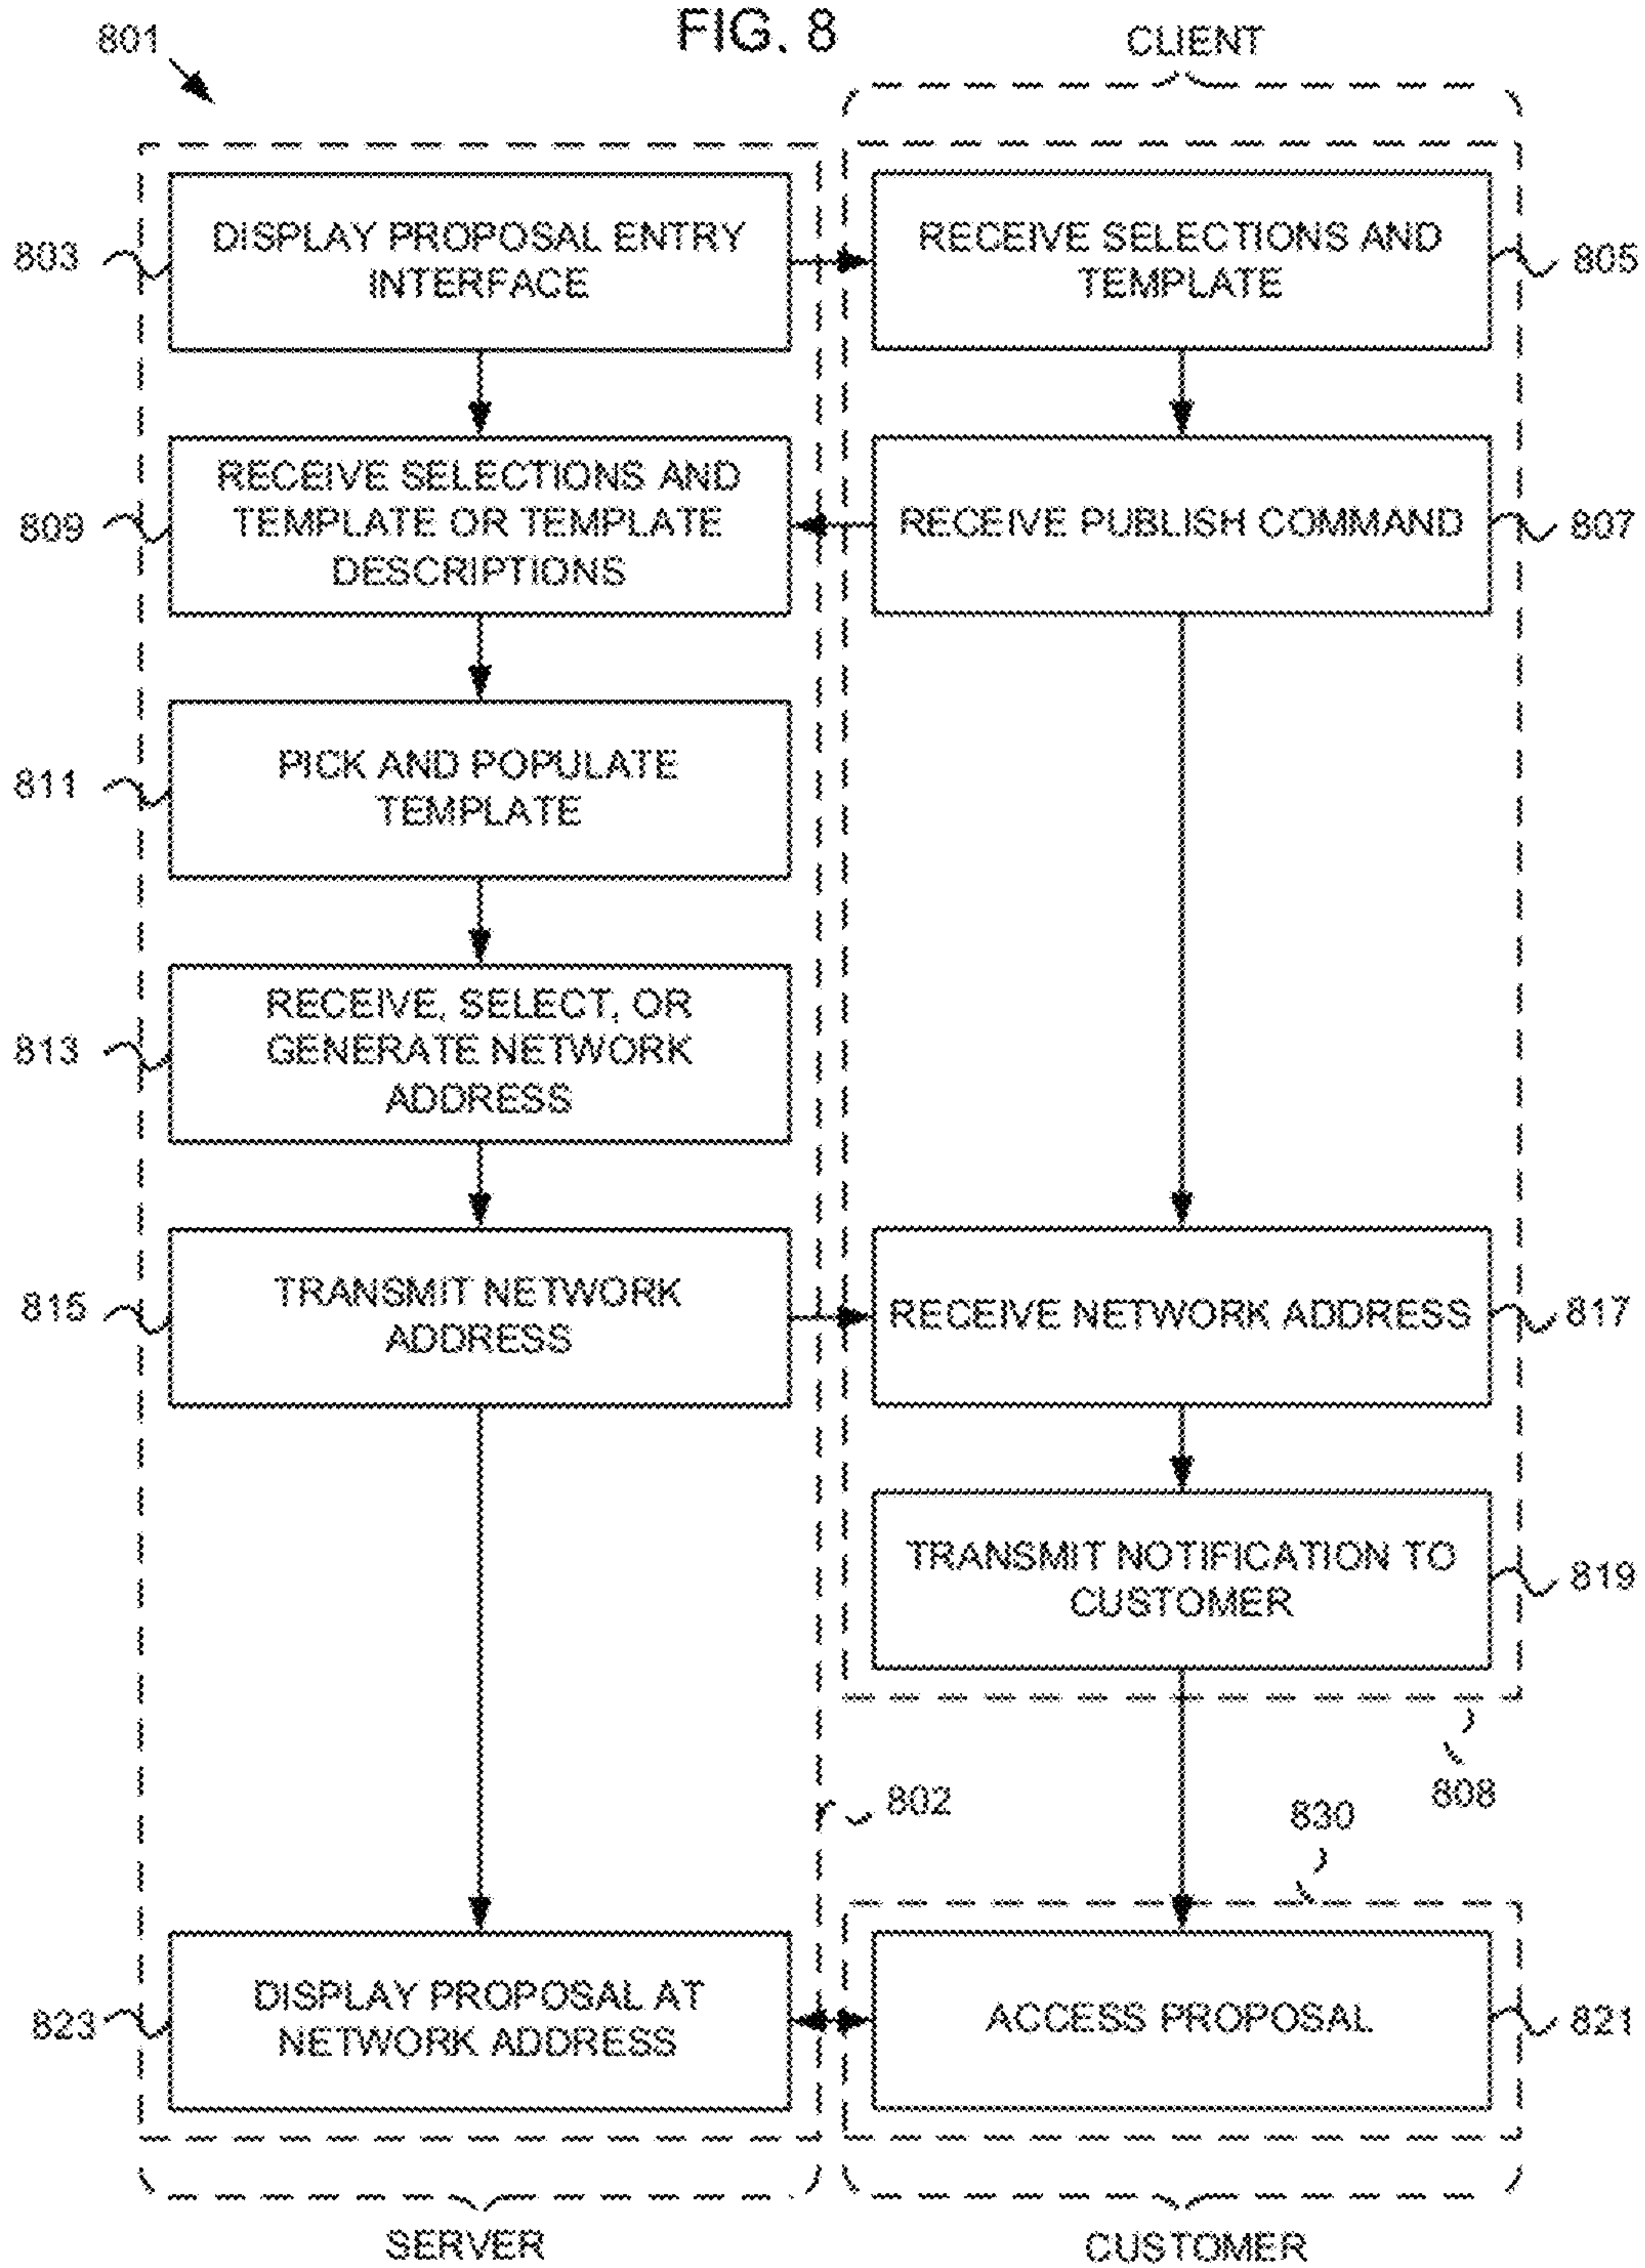 FIG. 8
801
CLIENT
803
DISPLAY PROPOSAL ENTRY
INTERFACE
RECEIVE SELECTIONS AND
TEMPLATE
805
809
RECEIVE SELECTIONS AND
TEMPLATE OR TEMPLATE
DESCRIPTIONS
RECEIVE PUBLISH COMMAND
807
811
PICK AND POPULATE
TEMPLATE
813
RECEIVE, SELECT, OR
GENERATE NETWORK
ADDRESS
815
TRANSMIT NETWORK
ADDRESS
RECEIVE NETWORK ADDRESS
817
TRANSMIT NOTIFICATION TO
CUSTOMER
819
808
802
830
823
DISPLAY PROPOSAL AT
NETWORK ADDRESS
ACCESS PROPOSAL
821
SERVER
CUSTOMER